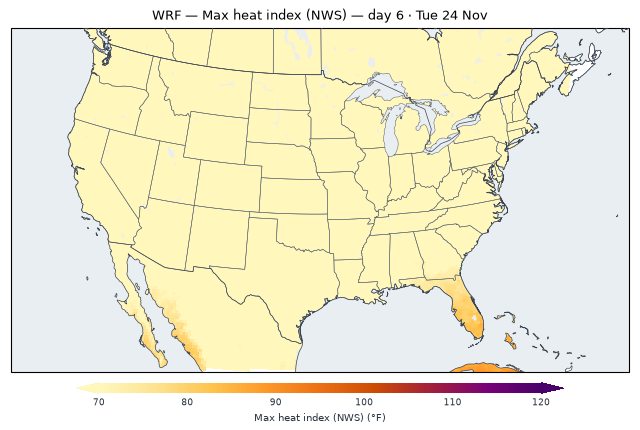 WRF — Max heat index (NWS) — day 6 · Tue 24 Nov
70 80 90 100 110 120
Max heat index (NWS) (°F)